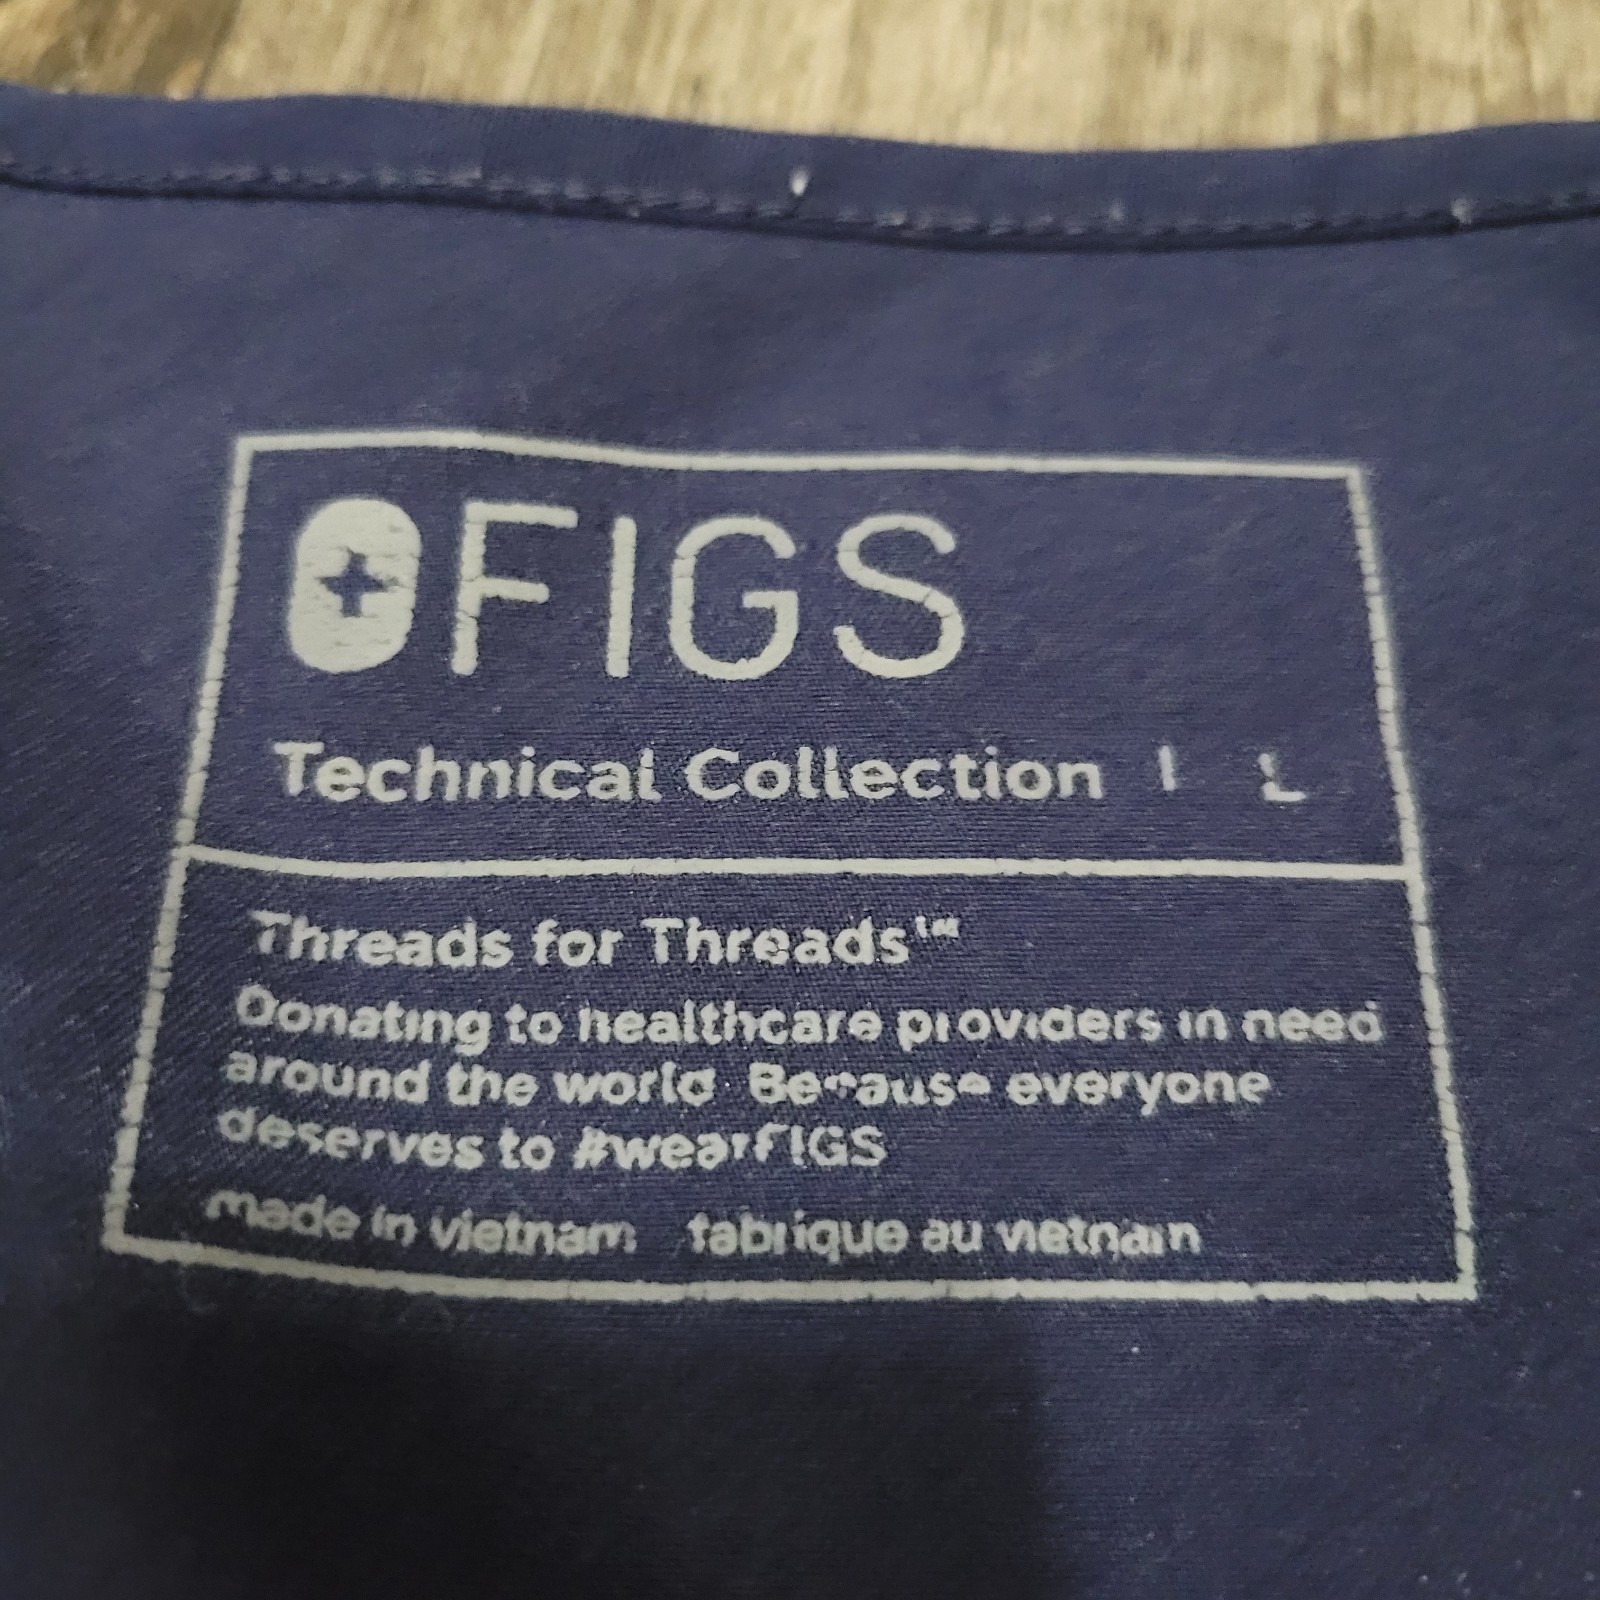 FIGS
Technical Collection | L
Threads for Threads™
Donating to healthcare providers in need
around the world. Because everyone
deserves to #wearFIGS
made in vietnam fabriqué au vietnam